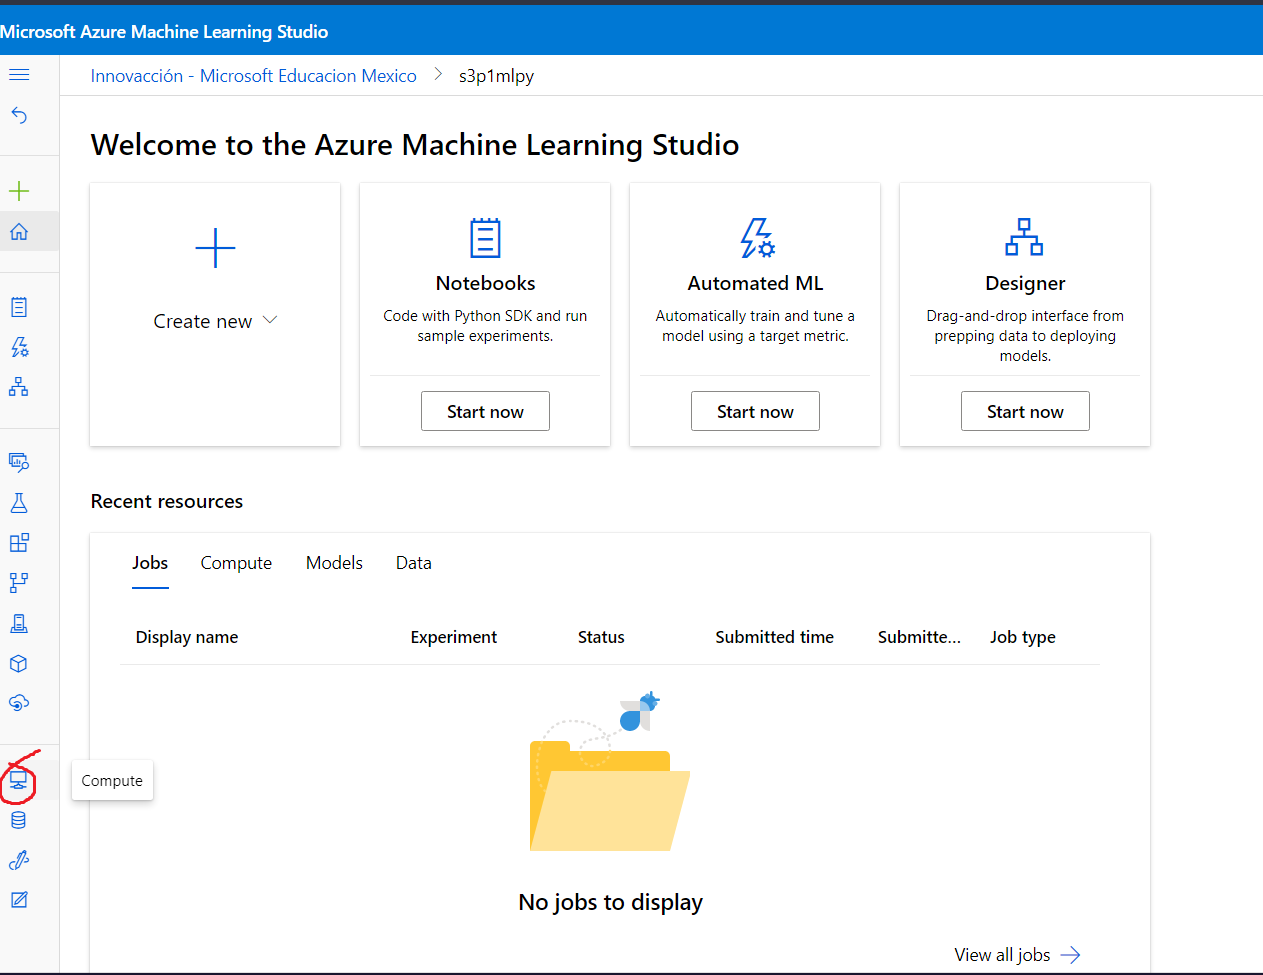 Microsoft Azure Machine Learning Studio
Innovacción - Microsoft Educacion Mexico > s3p1mlpy
Welcome to the Azure Machine Learning Studio
Create new
Notebooks
Code with Python SDK and run
sample experiments.
Start now
Automated ML
Automatically train and tune a
model using a target metric.
Start now
Designer
Drag-and-drop interface from
prepping data to deploying
models.
Start now
Recent resources
Jobs Compute Models Data
Display name Experiment Status Submitted time Submitte... Job type
Compute
No jobs to display
View all jobs